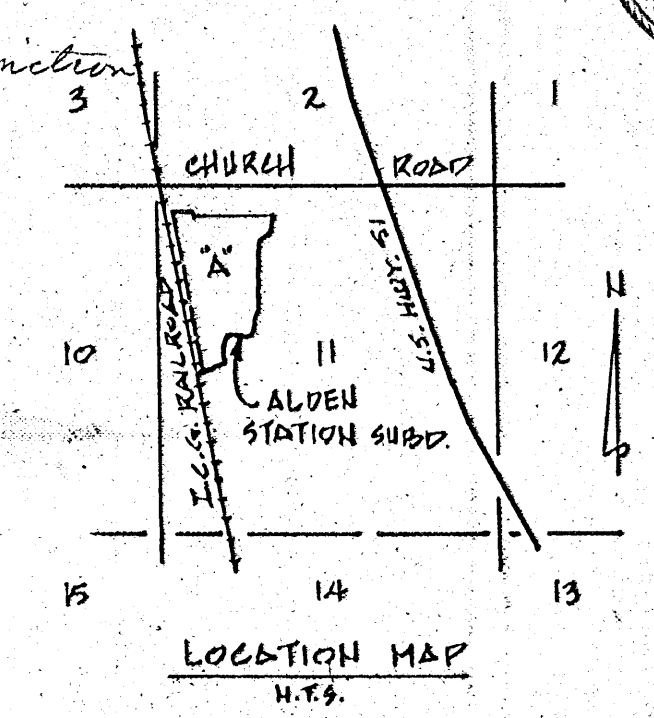 nction
3 2 1
CHURCH ROAD
"A"
U.S. HWY. 51
N
10 11 12
I.C.G. RAILROAD
ALDEN
STATION SUBD.
15 14 13
LOCATION MAP
N.T.S.